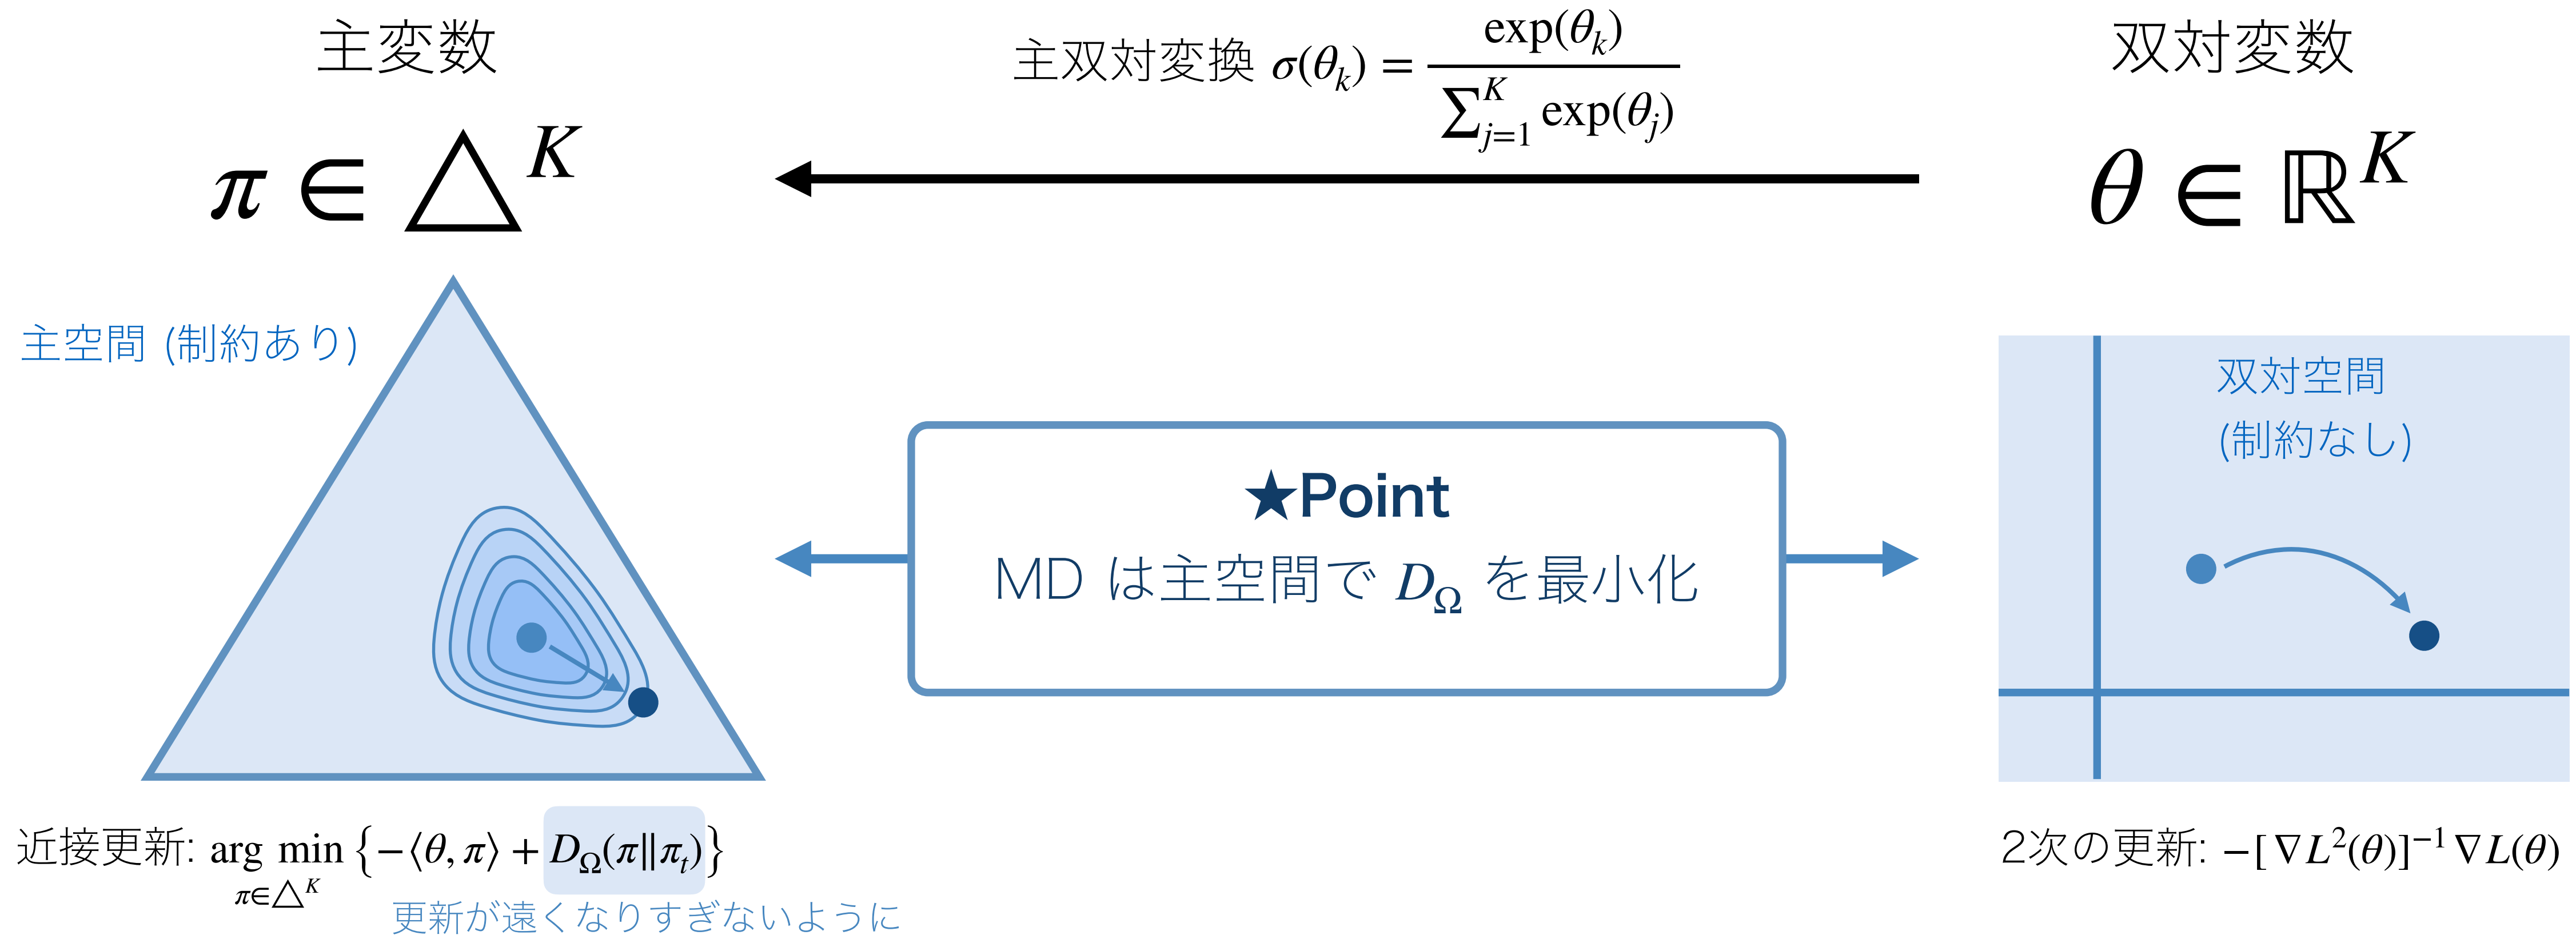 主変数
主双対変換 σ(θ_k) = exp(θ_k) / ∑_{j=1}^{K} exp(θ_j)
双対変数
π ∈ △^K
θ ∈ ℝ^K
主空間 (制約あり)
双対空間
(制約なし)
★Point
MD は主空間で D_Ω を最小化
近接更新: arg min_{π∈△^K} {−⟨θ, π⟩ + D_Ω(π∥π_t)}
更新が遠くなりすぎないように
2次の更新: −[∇L²(θ)]⁻¹∇L(θ)